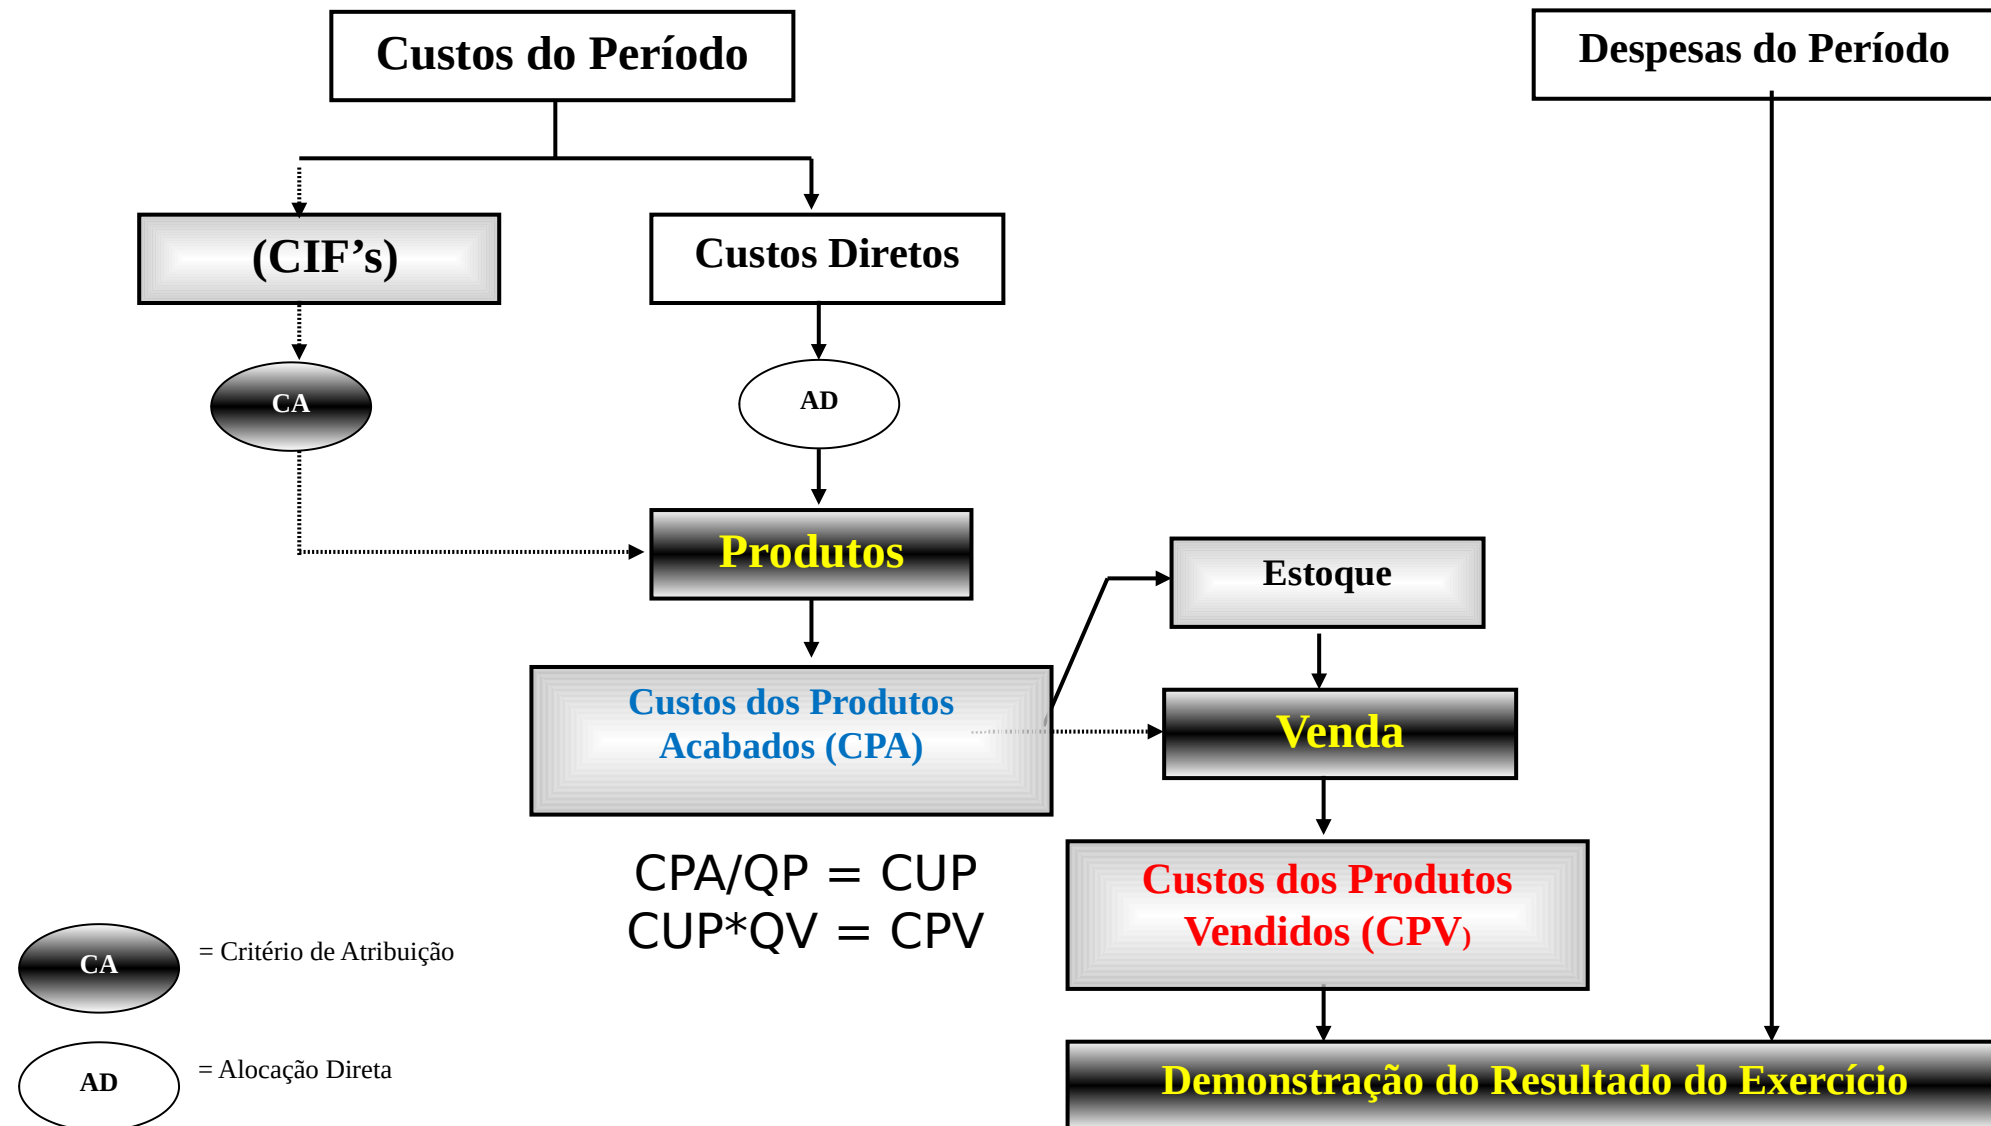 Custos do Período
Despesas do Período
(CIF’s)
Custos Diretos
CA
AD
Produtos
Estoque
Custos dos Produtos
Acabados (CPA)
Venda
CPA/QP = CUP
CUP*QV = CPV
Custos dos Produtos
Vendidos (CPV)
CA
= Critério de Atribuição
AD
= Alocação Direta
Demonstração do Resultado do Exercício